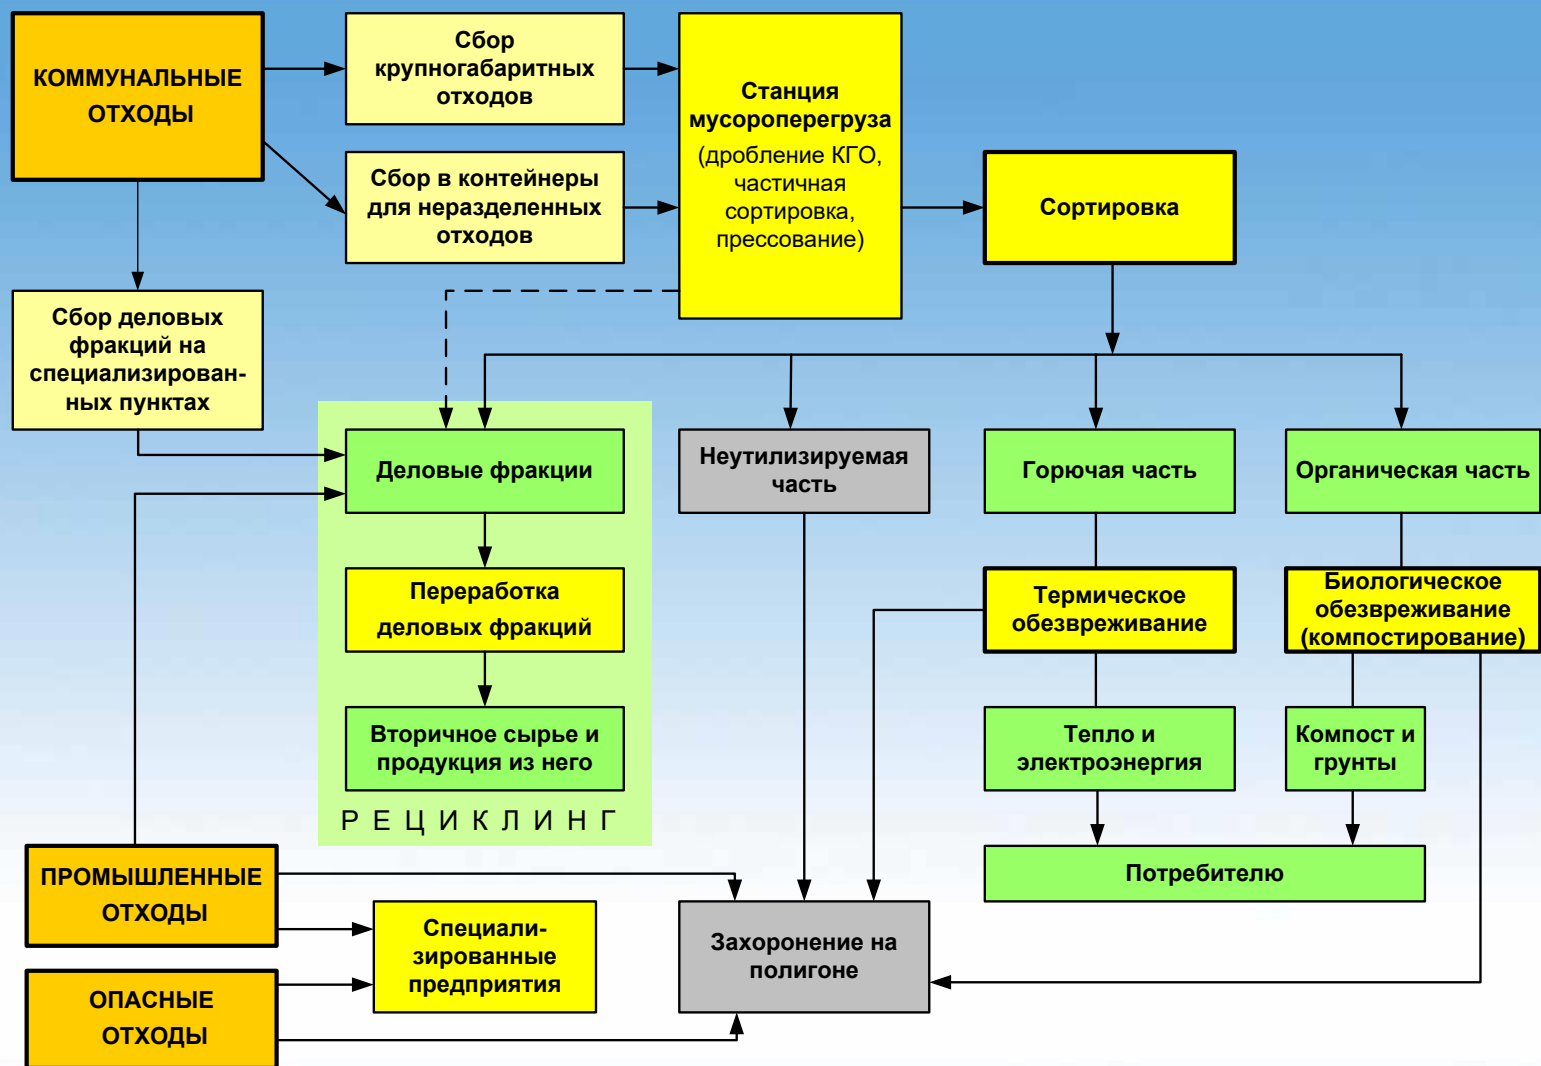 КОММУНАЛЬНЫЕ
ОТХОДЫ
Сбор
крупногабаритных
отходов
Сбор в контейнеры
для неразделенных
отходов
Станция
мусороперегруза
(дробление КГО,
частичная
сортировка,
прессование)
Сортировка
Сбор деловых
фракций на
специализирован-
ных пунктах
Деловые фракции
Неутилизируемая
часть
Горючая часть
Органическая часть
Переработка
деловых фракций
Термическое
обезвреживание
Биологическое
обезвреживание
(компостирование)
Вторичное сырье и
продукция из него
Тепло и
электроэнергия
Компост и
грунты
РЕЦИКЛИНГ
Потребителю
ПРОМЫШЛЕННЫЕ
ОТХОДЫ
Специали-
зированные
предприятия
Захоронение на
полигоне
ОПАСНЫЕ
ОТХОДЫ